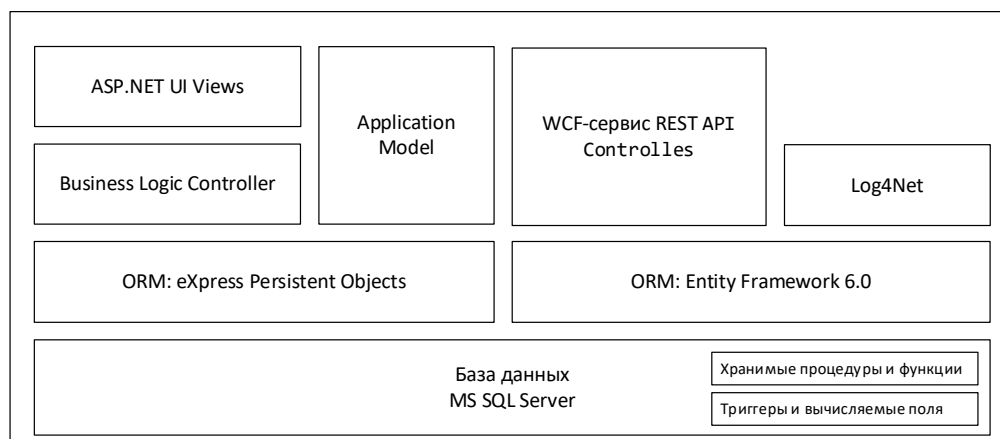 ASP.NET UI Views
Application
Model
WCF-сервис REST API
Controlles
Business Logic Controller
Log4Net
ORM: eXpress Persistent Objects
ORM: Entity Framework 6.0
База данных
MS SQL Server
Хранимые процедуры и функции
Триггеры и вычисляемые поля